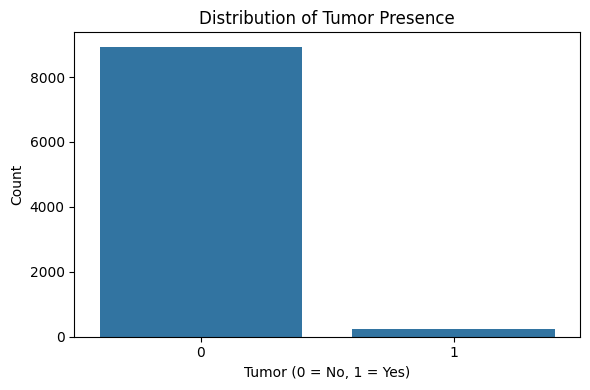 Distribution of Tumor Presence
8000
6000
4000
2000
0
Count
0 1
Tumor (0 = No, 1 = Yes)